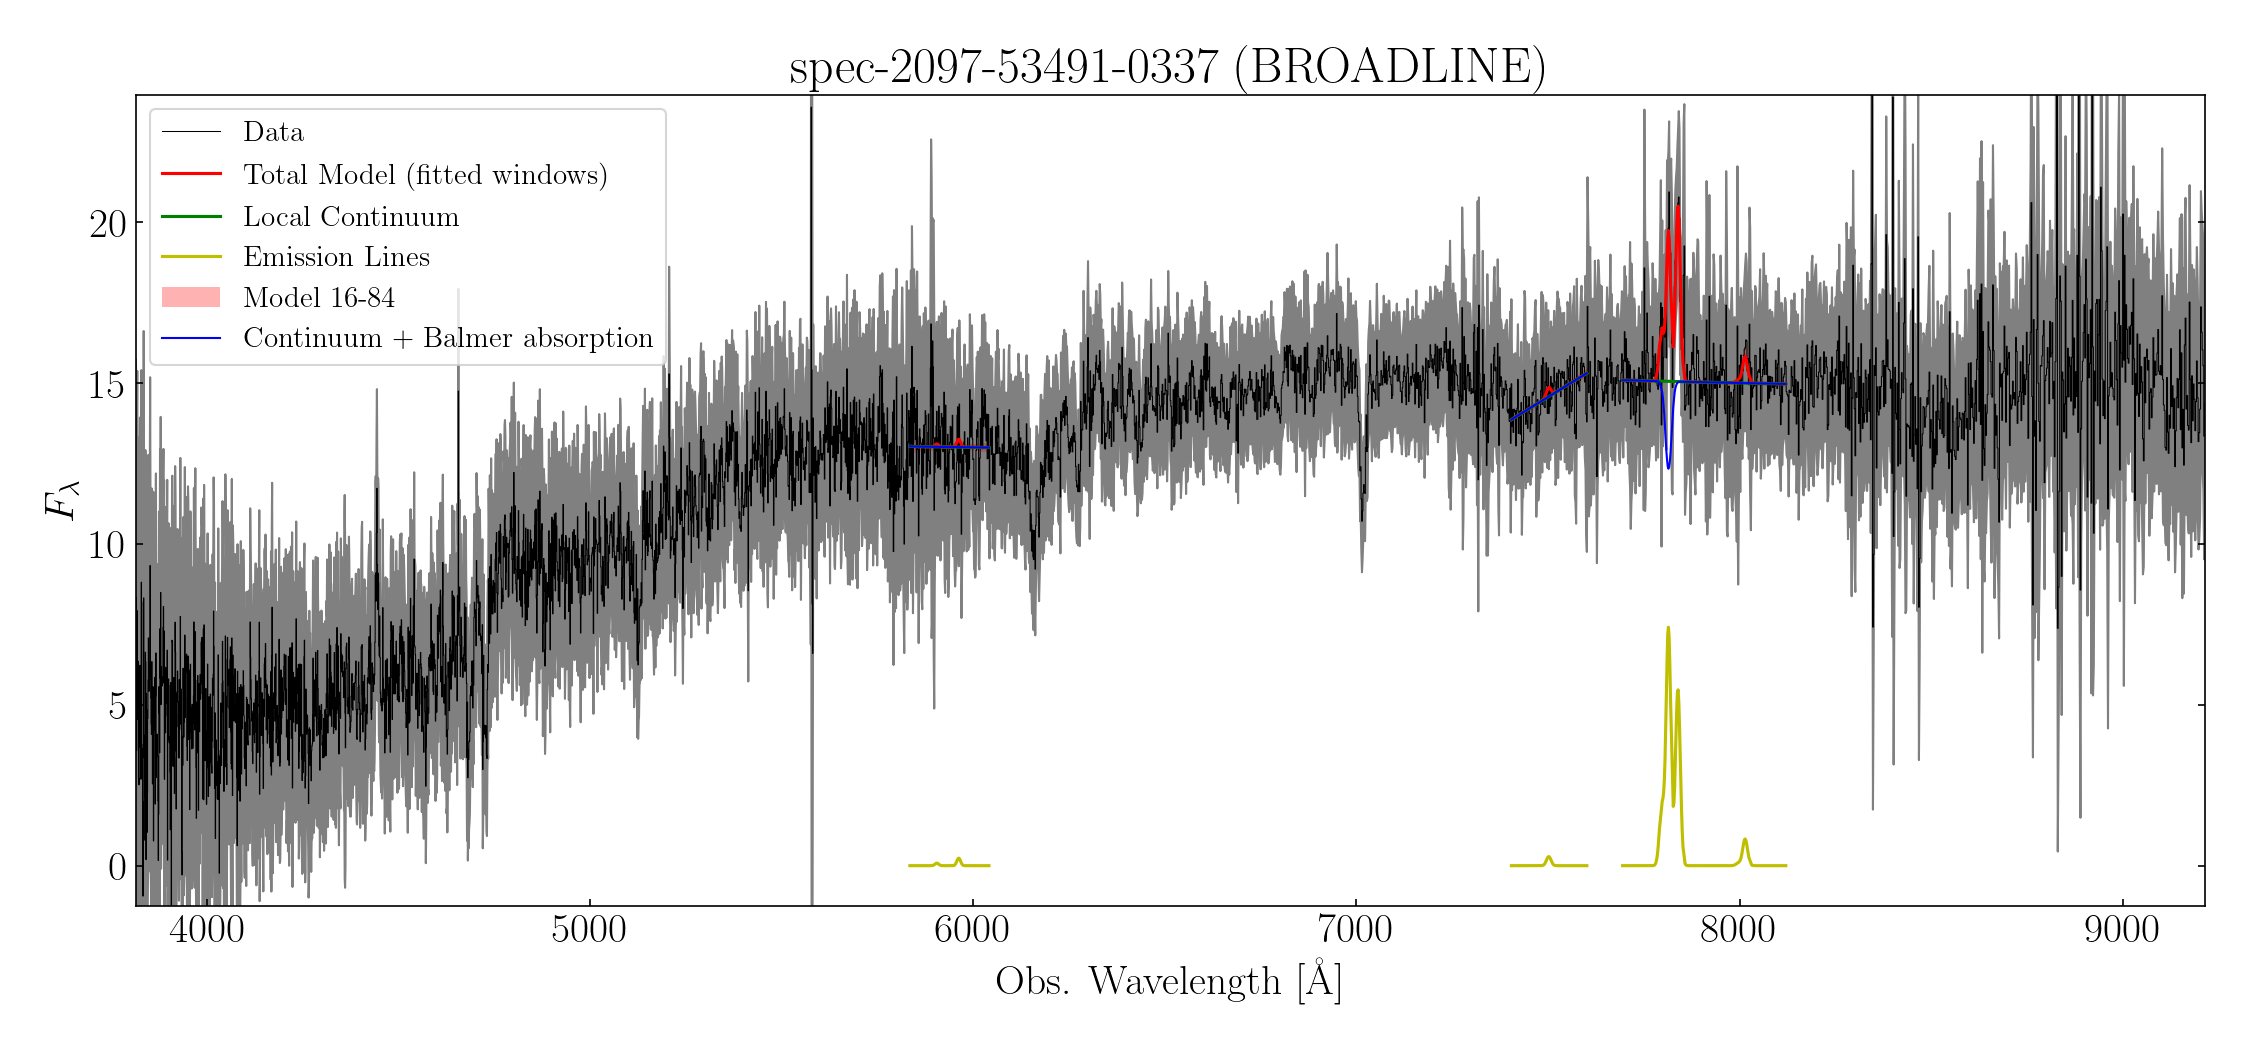 spec-2097-53491-0337 (BROADLINE)
Data
Total Model (fitted windows)
Local Continuum
Emission Lines
Model 16-84
Continuum + Balmer absorption
20
15
10
5
0
Fλ
4000 5000 6000 7000 8000 9000
Obs. Wavelength [Å]